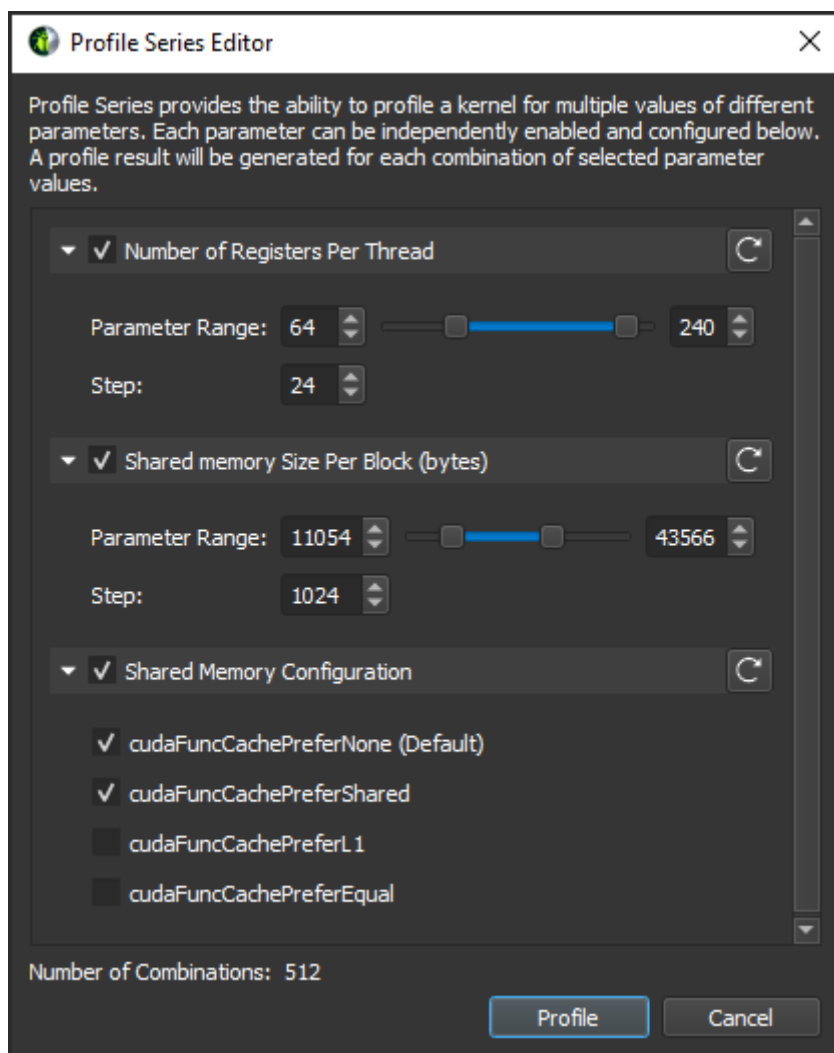 Profile Series Editor
Profile Series provides the ability to profile a kernel for multiple values of different
parameters. Each parameter can be independently enabled and configured below.
A profile result will be generated for each combination of selected parameter
values.
Number of Registers Per Thread
Parameter Range: 64 240
Step: 24
Shared memory Size Per Block (bytes)
Parameter Range: 11054 43566
Step: 1024
Shared Memory Configuration
cudaFuncCachePreferNone (Default)
cudaFuncCachePreferShared
cudaFuncCachePreferL1
cudaFuncCachePreferEqual
Number of Combinations: 512
Profile Cancel